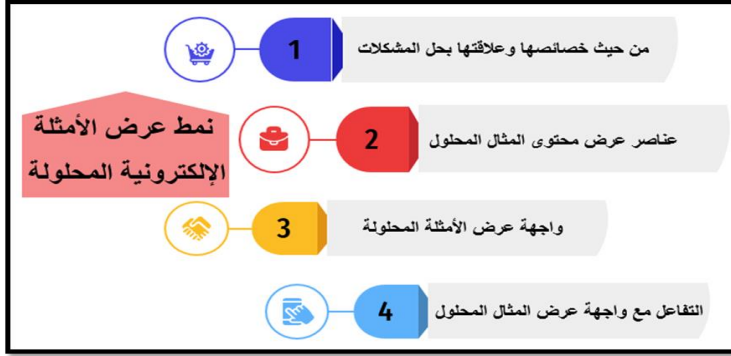 نمط عرض الأمثلة
الإلكترونية المحلولة
1 من حيث خصائصها وعلاقتها بحل المشكلات
2 عناصر عرض محتوى المثال المحلول
3 واجهة عرض الأمثلة المحلولة
4 التفاعل مع واجهة عرض المثال المحلول